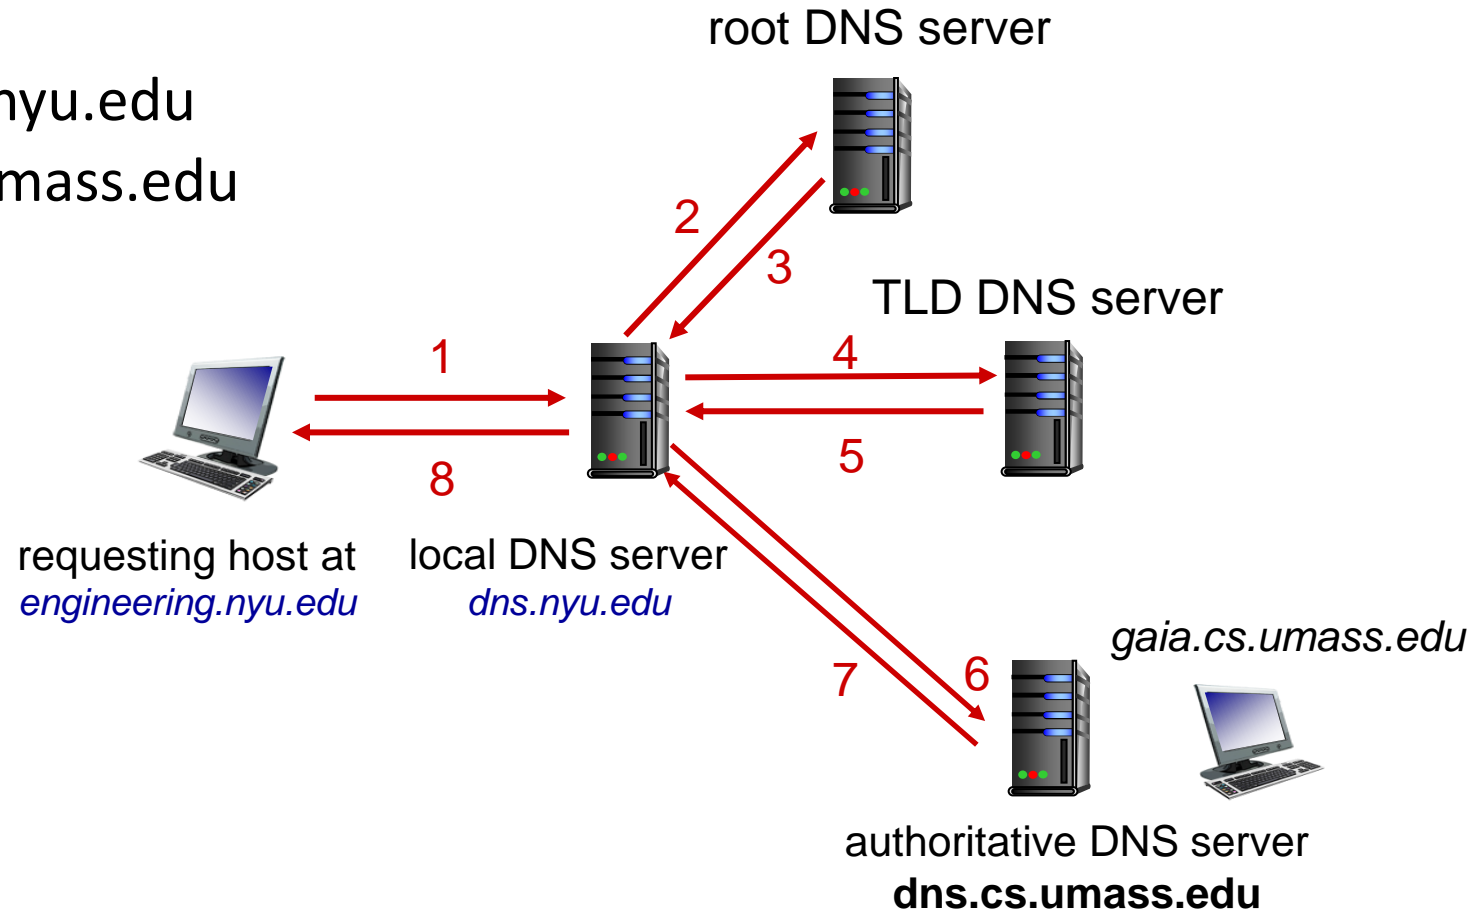 root DNS server
nyu.edu
umass.edu
2
3
TLD DNS server
1
4
5
8
requesting host at
engineering.nyu.edu
local DNS server
dns.nyu.edu
gaia.cs.umass.edu
6
7
authoritative DNS server
dns.cs.umass.edu